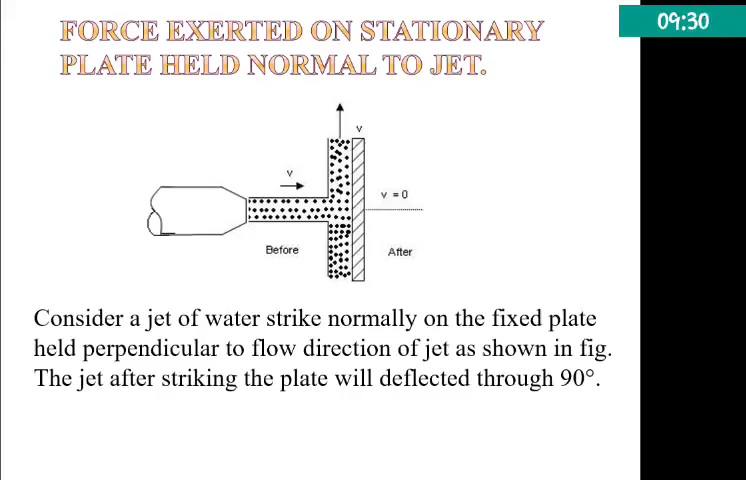 FORCE EXERTED ON STATIONARY
PLATE HELD NORMAL TO JET.
09:30
v
v
v = 0
Before
After
Consider a jet of water strike normally on the fixed plate
held perpendicular to flow direction of jet as shown in fig.
The jet after striking the plate will deflected through 90°.